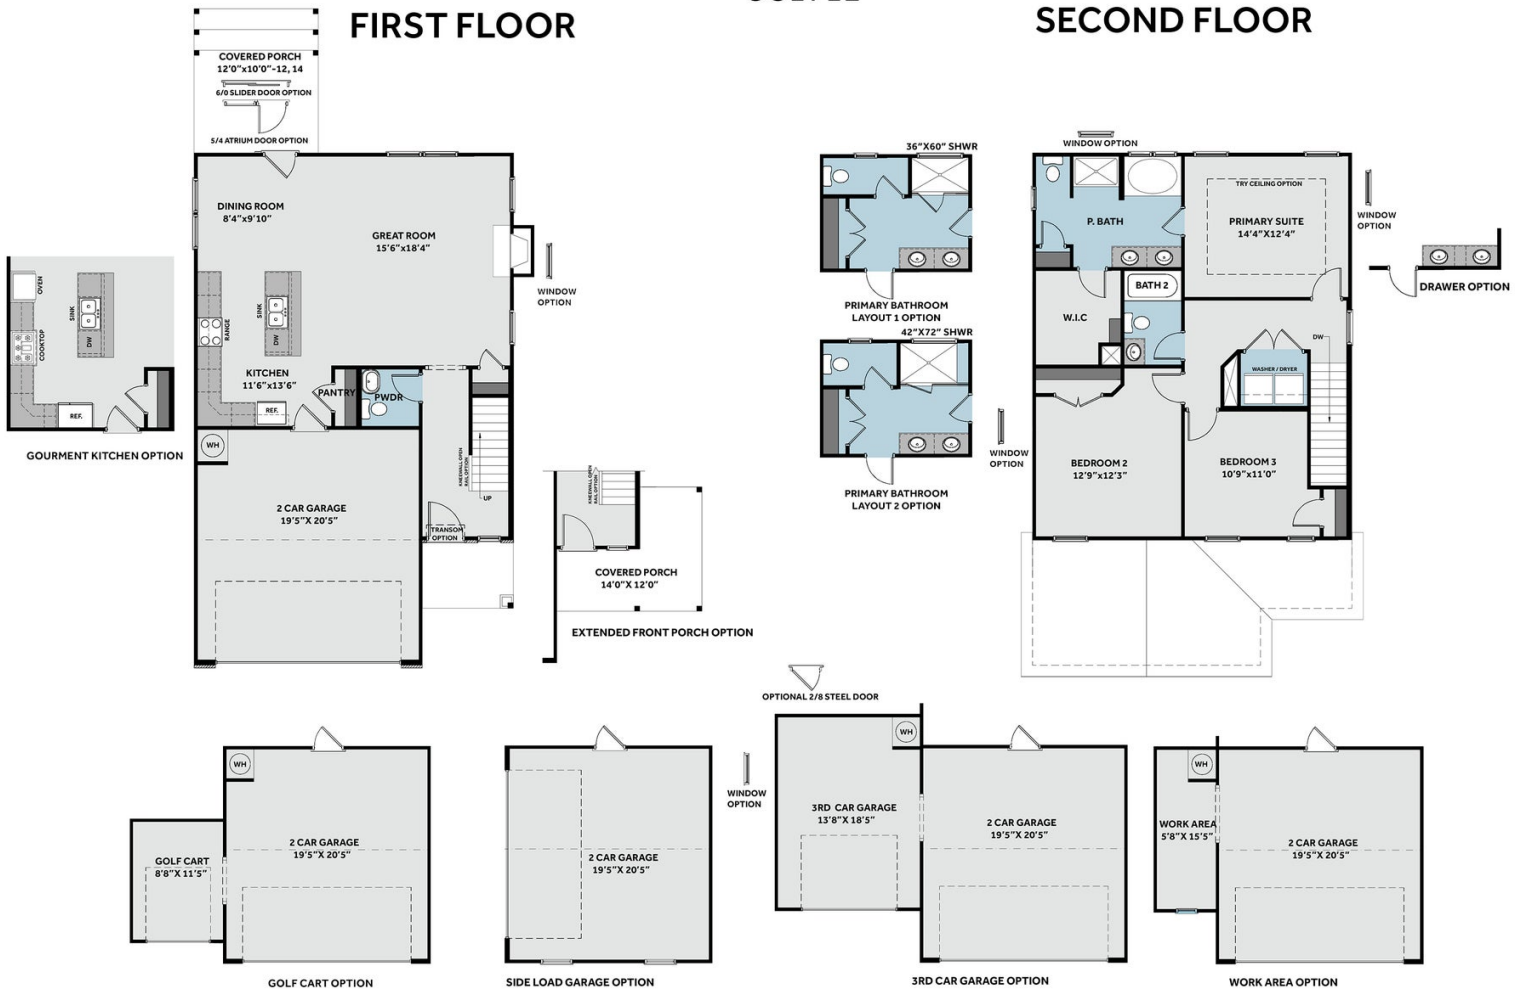 FIRST FLOOR
SECOND FLOOR
COVERED PORCH
12'0"x10'0"-12, 14
6/0 SLIDER DOOR OPTION
5/4 ATRIUM DOOR OPTION
DINING ROOM
8'4"x9'10"
GREAT ROOM
15'6"x18'4"
WINDOW
OPTION
SINK
DW
RANGE
KITCHEN
11'6"x13'6"
REF.
PANTRY
PWDR
WH
2 CAR GARAGE
19'5"X 20'5"
KNEEWALL OPEN
RAIL OPTION
UP
TRANSOM
OPTION
OVEN
COOKTOP
SINK
DW
REF.
GOURMENT KITCHEN OPTION
KNEEWALL OPEN
RAIL OPTION
COVERED PORCH
14'0"X 12'0"
EXTENDED FRONT PORCH OPTION
36"X60" SHWR
PRIMARY BATHROOM
LAYOUT 1 OPTION
42"X72" SHWR
PRIMARY BATHROOM
LAYOUT 2 OPTION
WINDOW
OPTION
WINDOW OPTION
P. BATH
TRY CEILING OPTION
PRIMARY SUITE
14'4"X12'4"
WINDOW
OPTION
DRAWER OPTION
BATH 2
W.I.C
DW
WASHER / DRYER
BEDROOM 2
12'9"x12'3"
BEDROOM 3
10'9"x11'0"
WH
2 CAR GARAGE
19'5"X 20'5"
GOLF CART
8'8"X 11'5"
GOLF CART OPTION
2 CAR GARAGE
19'5"X 20'5"
SIDE LOAD GARAGE OPTION
WINDOW
OPTION
OPTIONAL 2/8 STEEL DOOR
WH
3RD CAR GARAGE
13'8"X 18'5"
2 CAR GARAGE
19'5"X 20'5"
3RD CAR GARAGE OPTION
WH
WORK AREA
5'8"X 15'5"
2 CAR GARAGE
19'5"X 20'5"
WORK AREA OPTION